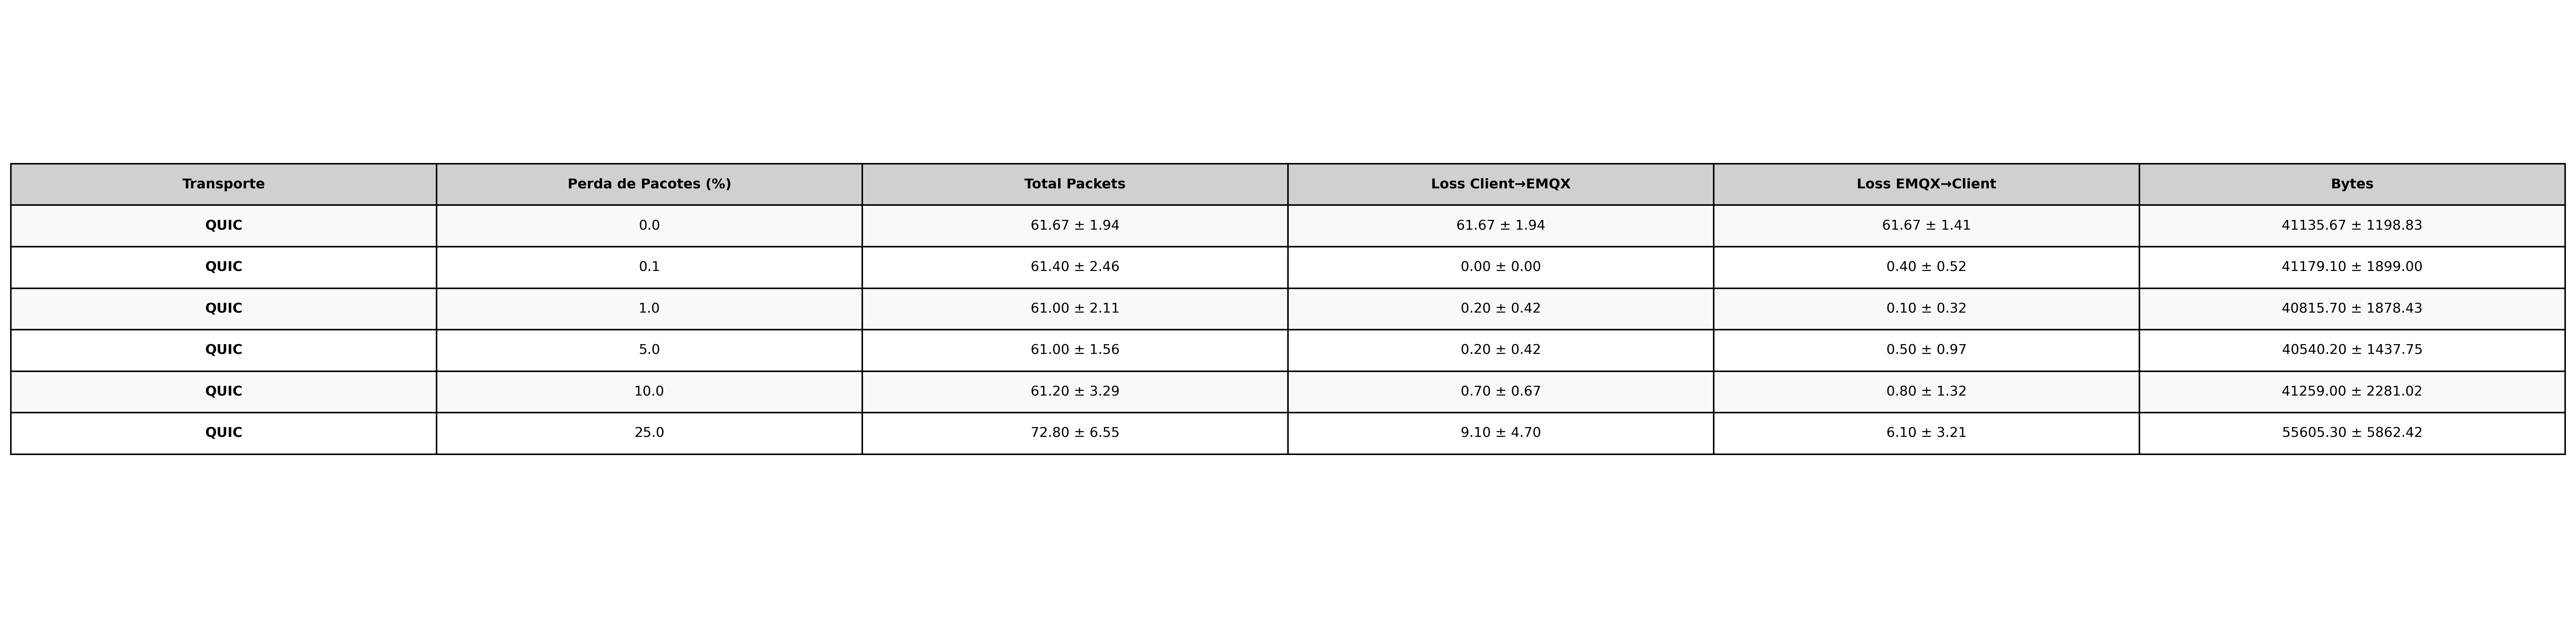 Transporte Perda de Pacotes (%) Total Packets Loss Client→EMQX Loss EMQX→Client Bytes
QUIC 0.0 61.67 ± 1.94 61.67 ± 1.94 61.67 ± 1.41 41135.67 ± 1198.83
QUIC 0.1 61.40 ± 2.46 0.00 ± 0.00 0.40 ± 0.52 41179.10 ± 1899.00
QUIC 1.0 61.00 ± 2.11 0.20 ± 0.42 0.10 ± 0.32 40815.70 ± 1878.43
QUIC 5.0 61.00 ± 1.56 0.20 ± 0.42 0.50 ± 0.97 40540.20 ± 1437.75
QUIC 10.0 61.20 ± 3.29 0.70 ± 0.67 0.80 ± 1.32 41259.00 ± 2281.02
QUIC 25.0 72.80 ± 6.55 9.10 ± 4.70 6.10 ± 3.21 55605.30 ± 5862.42